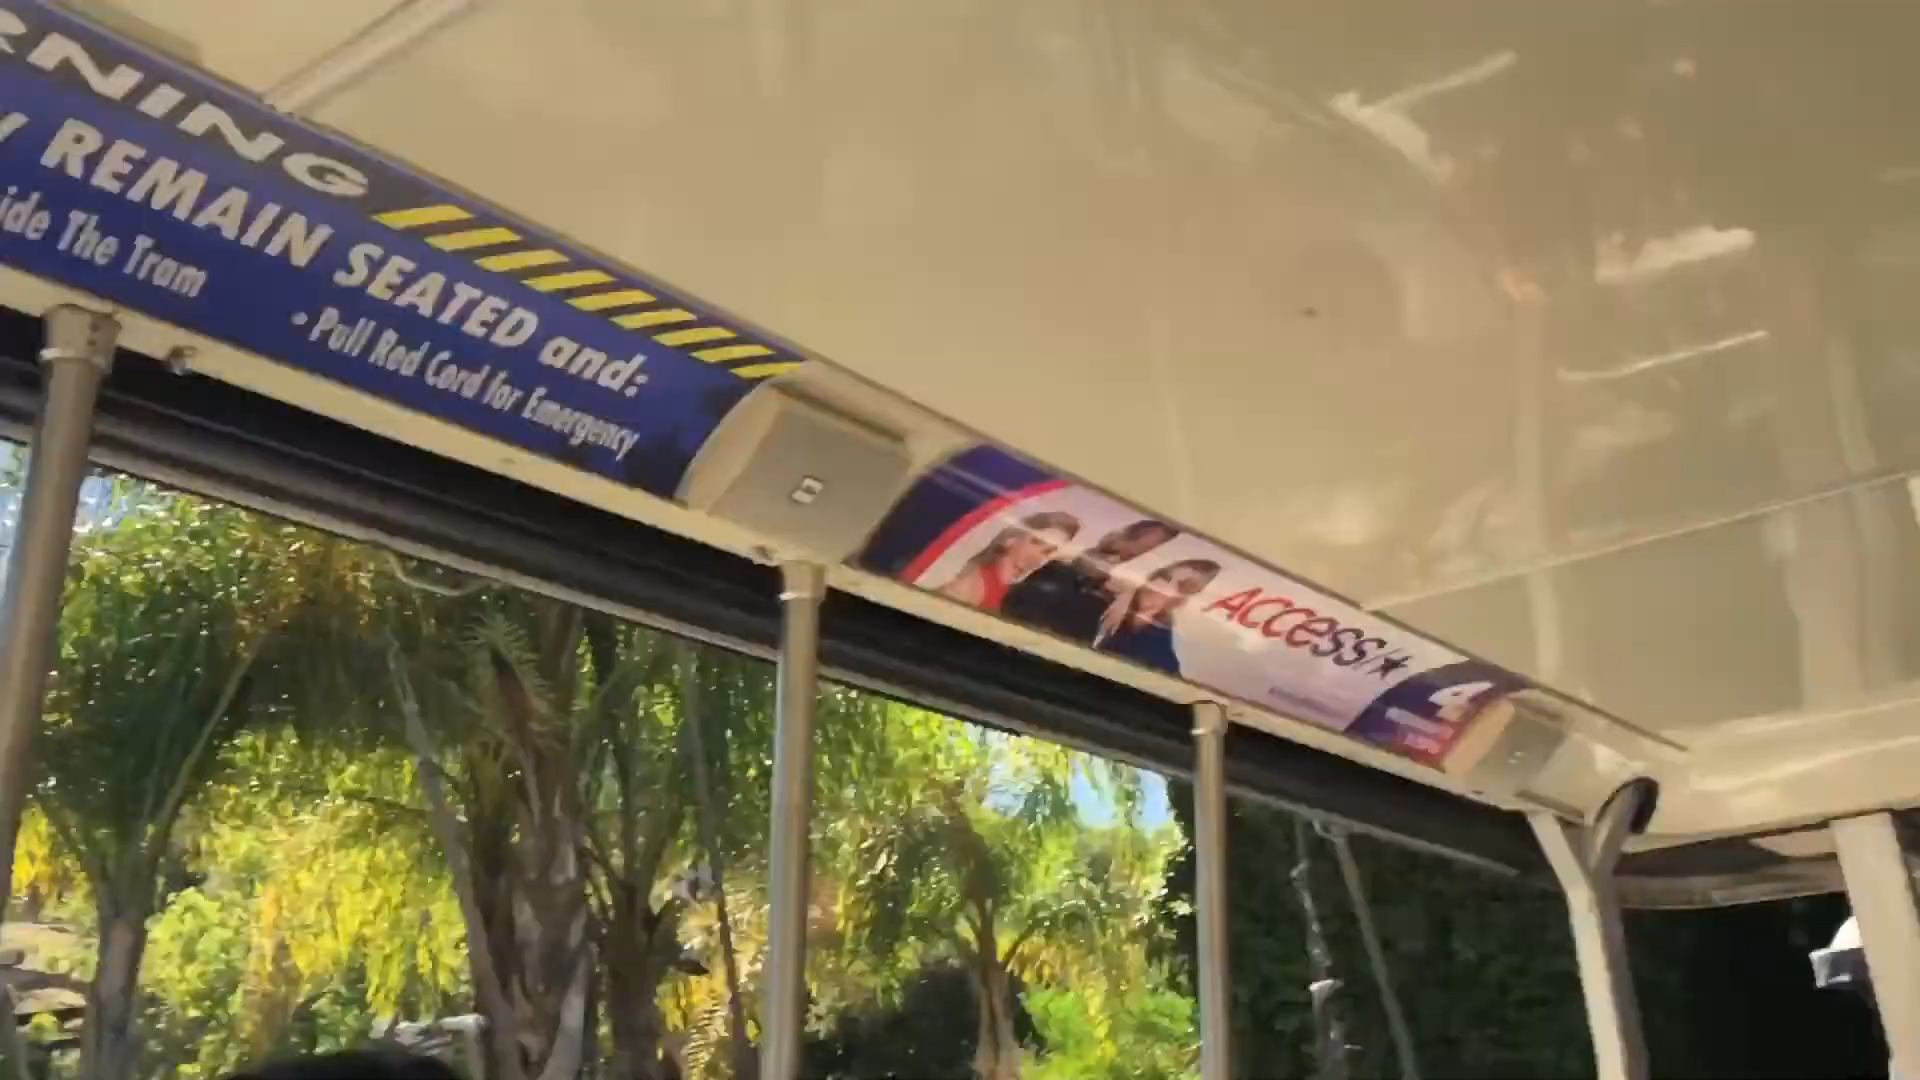 RNING
REMAIN SEATED and:
ide The Tram
• Pull Red Cord for Emergency
ACCESS
4